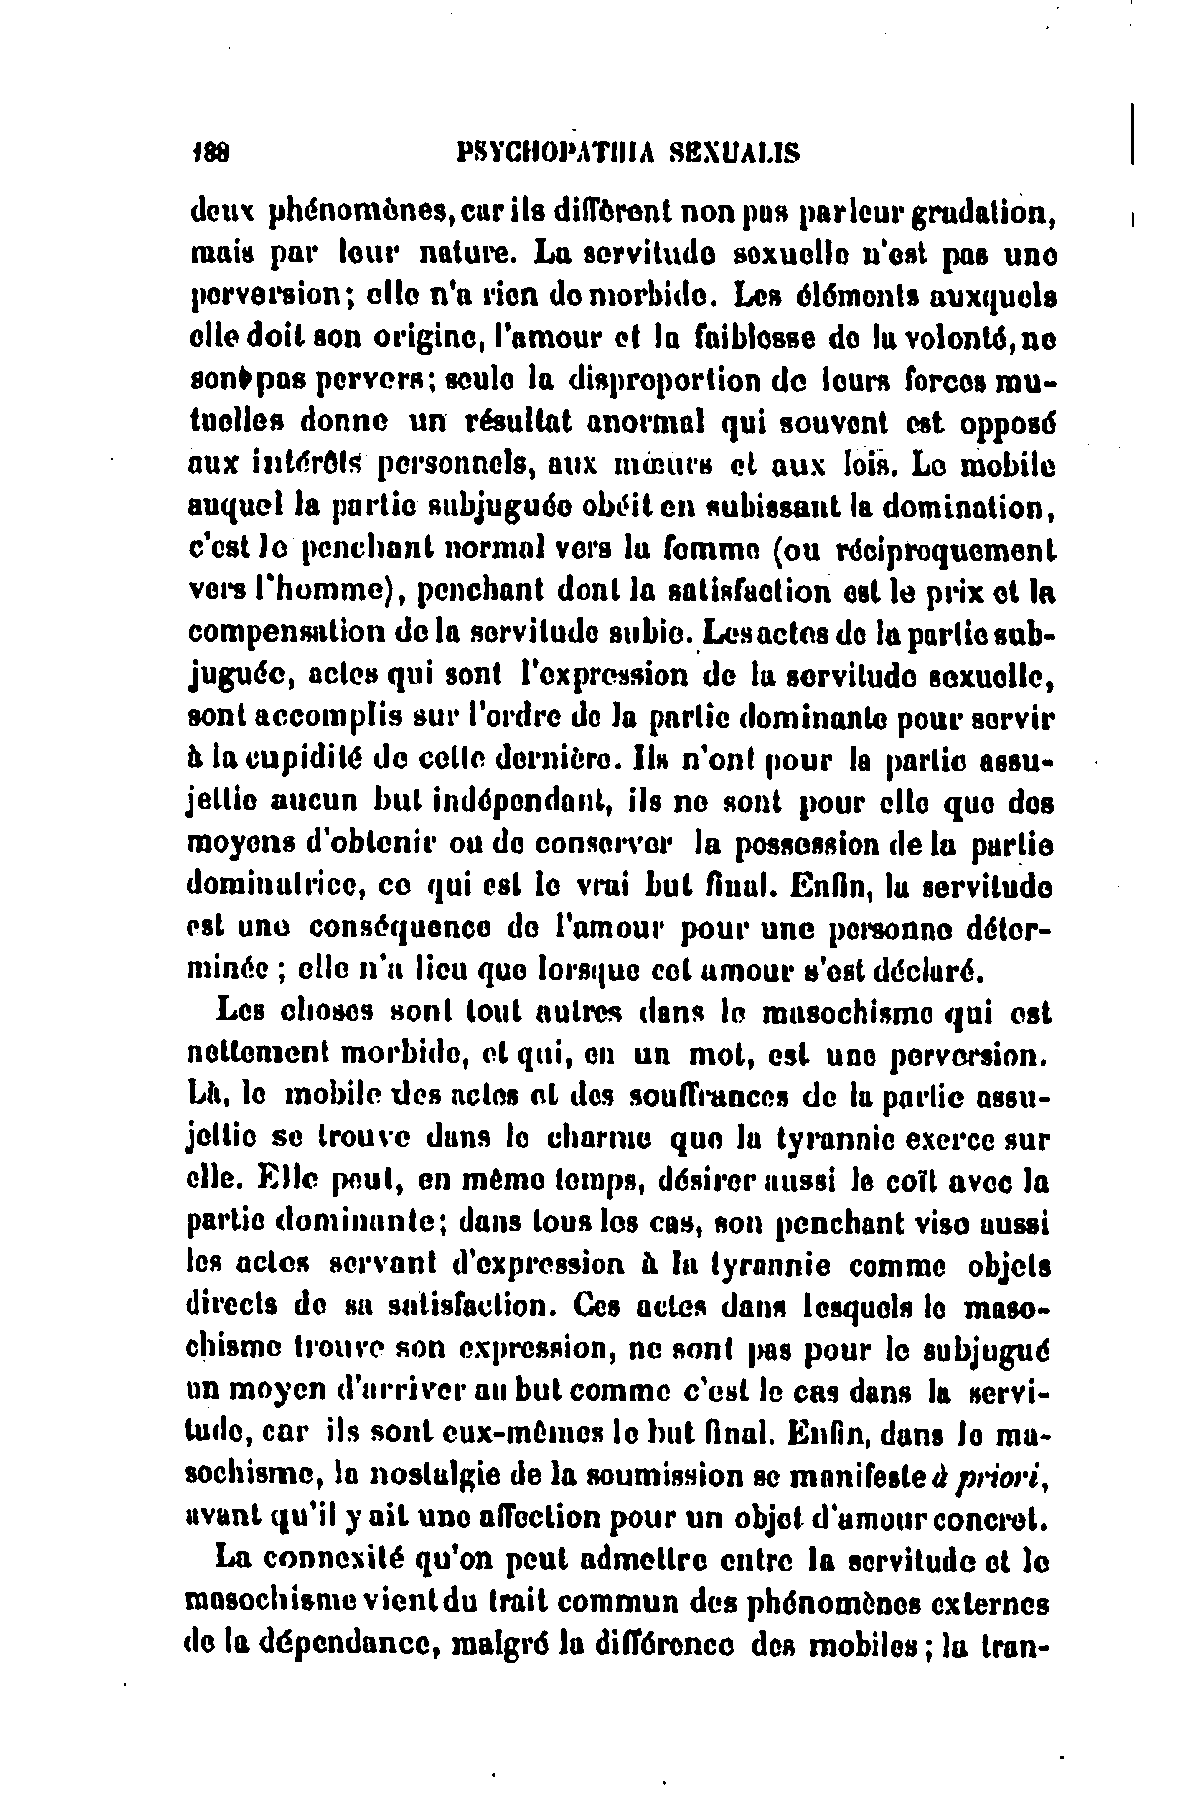 188 PSYCHOPATHIA SEXUALIS
deux phénomènes, car ils diffèrent non pas par leur gradation,
mais par leur nature. La servitude sexuelle n'est pas une
perversion; elle n'a rien de morbide. Les éléments auxquels
elle doit son origine, l'amour et la faiblesse de la volonté, ne
sont pas pervers; seule la disproportion de leurs forces mu-
tuelles donne un résultat anormal qui souvent est opposé
aux intérêts personnels, aux mœurs et aux lois. Le mobile
auquel la partie subjuguée obéit en subissant la domination,
c'est le penchant normal vers la femme (ou réciproquement
vers l'homme), penchant dont la satisfaction est le prix et la
compensation de la servitude subie. Les actes de la partie sub-
juguée, actes qui sont l'expression de la servitude sexuelle,
sont accomplis sur l'ordre de la partie dominante pour servir
à la cupidité de cette dernière. Ils n'ont pour la partie assu-
jettie aucun but indépendant, ils ne sont pour elle que des
moyens d'obtenir ou de conserver la possession de la partie
dominatrice, ce qui est le vrai but final. Enfin, la servitude
est une conséquence de l'amour pour une personne déter-
minée ; elle n'a lieu que lorsque cet amour s'est déclaré.
Les choses sont tout autres dans le masochisme qui est
nettement morbide, et qui, en un mot, est une perversion.
Là, le mobile des actes et des souffrances de la partie assu-
jettie se trouve dans le charme que la tyrannie exerce sur
elle. Elle peut, en même temps, désirer aussi le coït avec la
partie dominante; dans tous les cas, son penchant vise aussi
les actes servant d'expression à la tyrannie comme objets
directs de sa satisfaction. Ces actes dans lesquels le maso-
chisme trouve son expression, ne sont pas pour le subjugué
un moyen d'arriver au but comme c'est le cas dans la servi-
tude, car ils sont eux-mêmes le but final. Enfin, dans le ma-
sochisme, la nostalgie de la soumission se manifeste à priori,
avant qu'il y ait une affection pour un objet d'amour concret.
La connexité qu'on peut admettre entre la servitude et le
masochisme vient du trait commun des phénomènes externes
de la dépendance, malgré la différence des mobiles ; la tran-